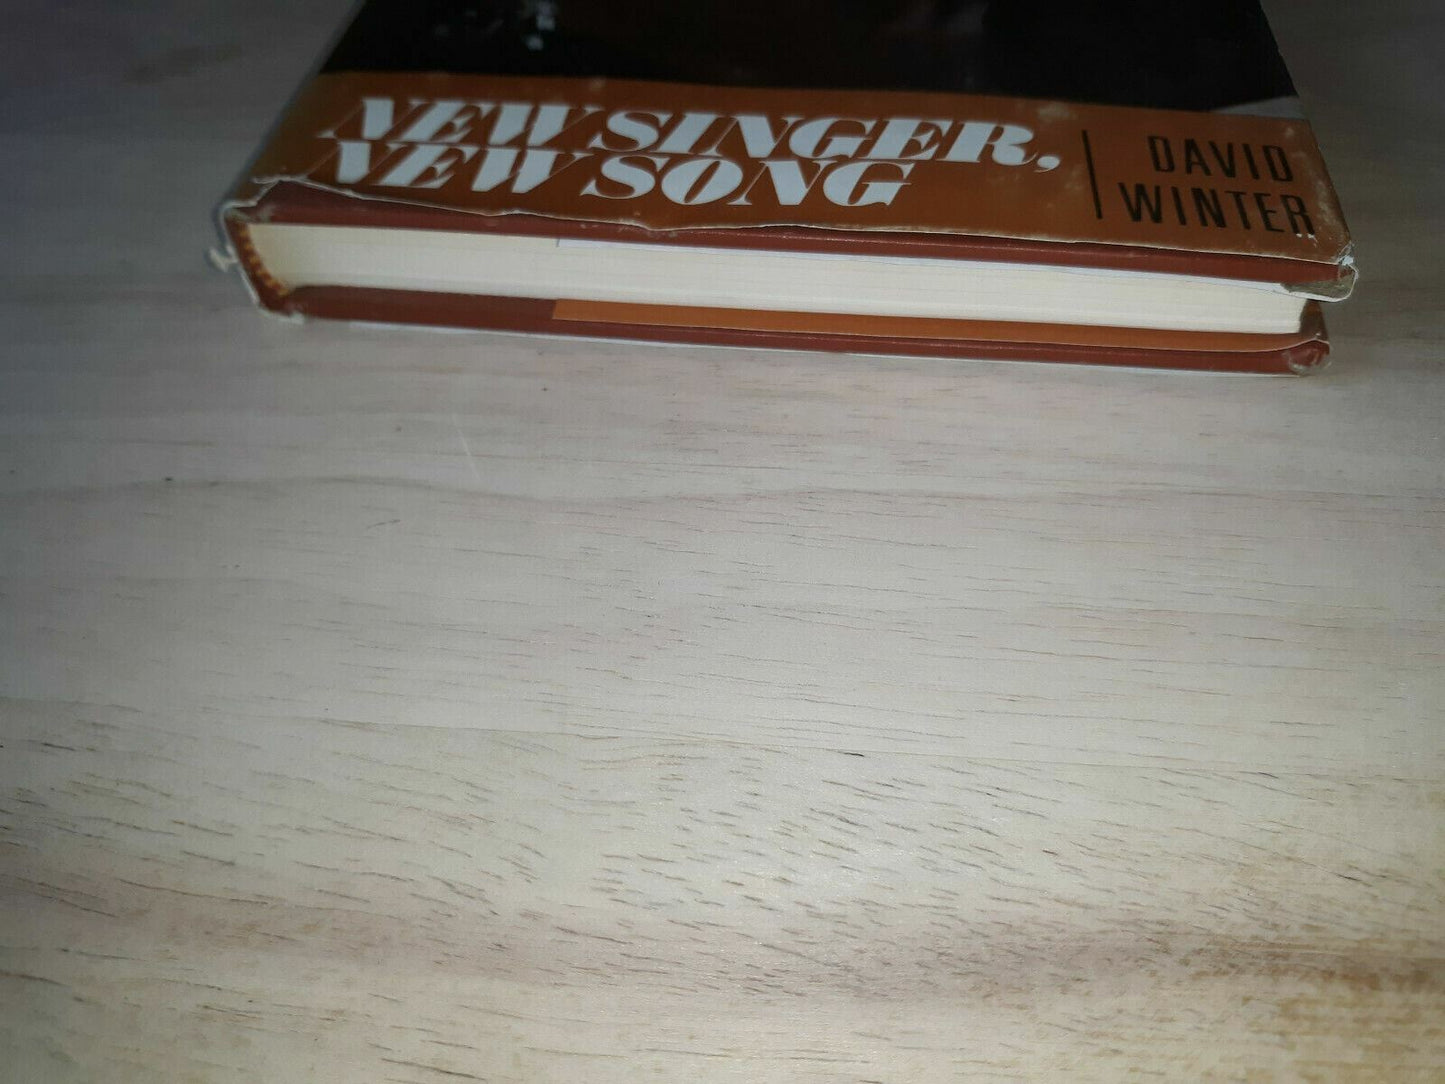 NEW SINGER,
NEW SONG
DAVID
WINTER